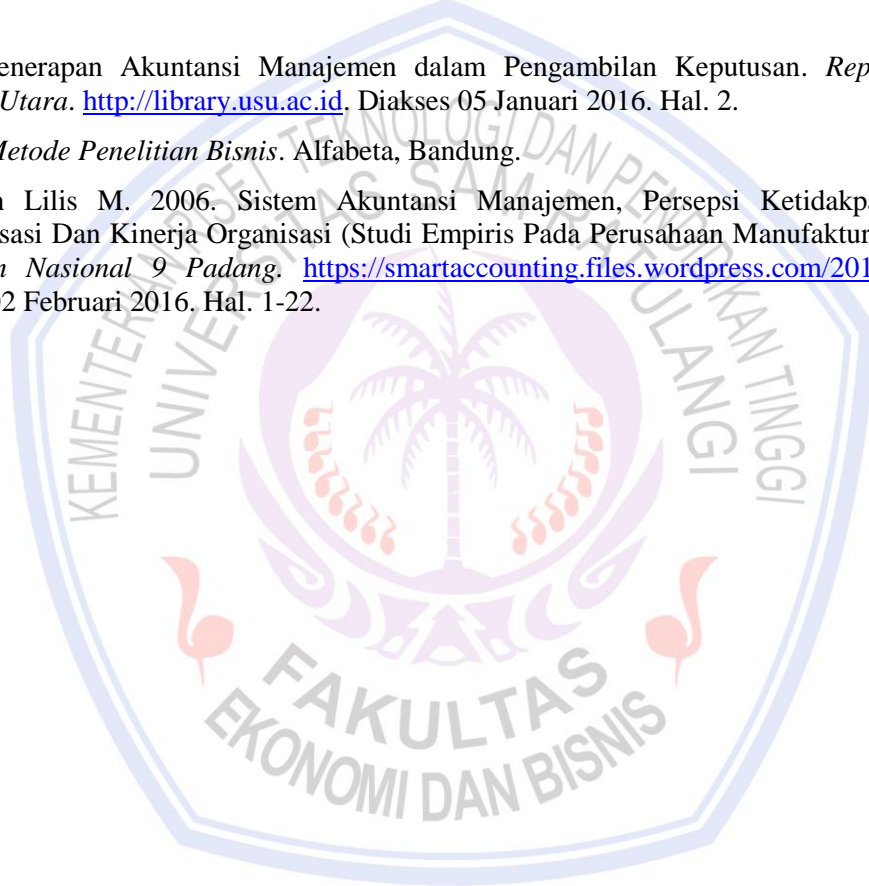 enerapan Akuntansi Manajemen dalam Pengambilan Keputusan. Rep
Utara. http://library.usu.ac.id. Diakses 05 Januari 2016. Hal. 2.
Metode Penelitian Bisnis. Alfabeta, Bandung.
n Lilis M. 2006. Sistem Akuntansi Manajemen, Persepsi Ketidakpa
sasi Dan Kinerja Organisasi (Studi Empiris Pada Perusahaan Manufaktur
n Nasional 9 Padang. https://smartaccounting.files.wordpress.com/201
02 Februari 2016. Hal. 1-22.
KEMENTERIAN RISET TEKNOLOGI DAN PENDIDIKAN TINGGI
UNIVERSITAS SAM RATULANGI
FAKULTAS
EKONOMI DAN BISNIS